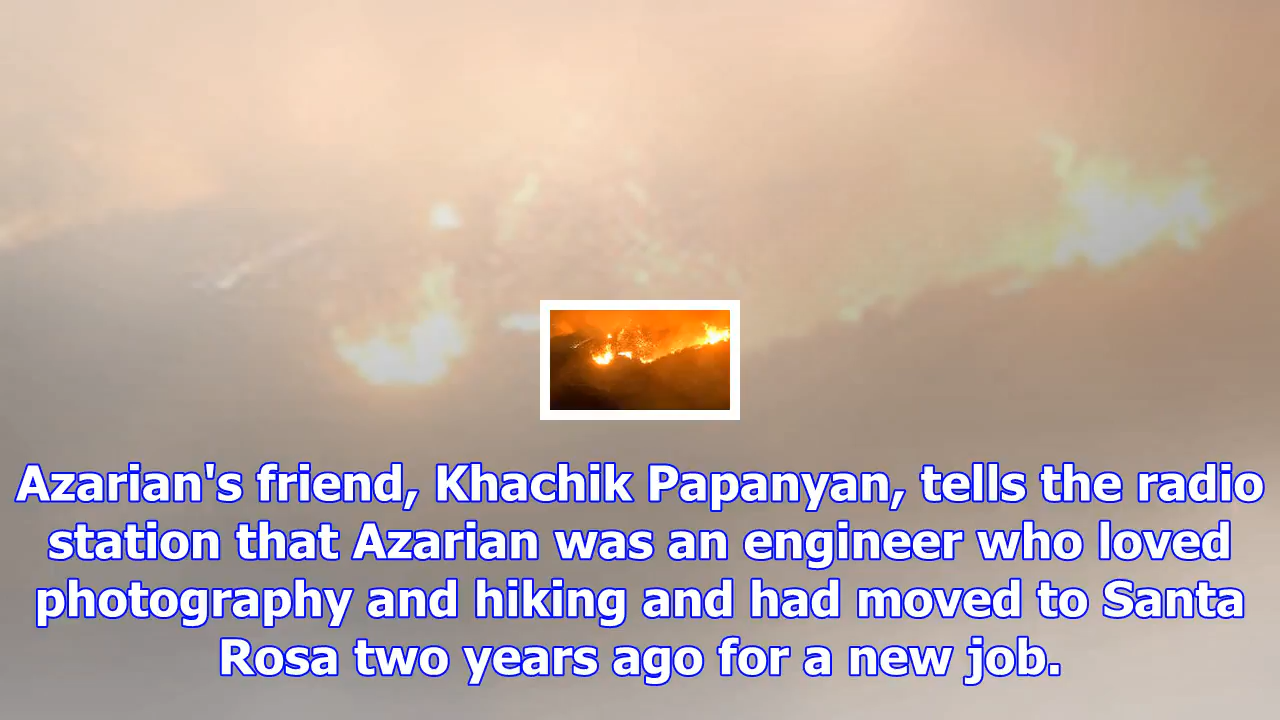 Azarian's friend, Khachik Papanyan, tells the radio
station that Azarian was an engineer who loved
photography and hiking and had moved to Santa
Rosa two years ago for a new job.